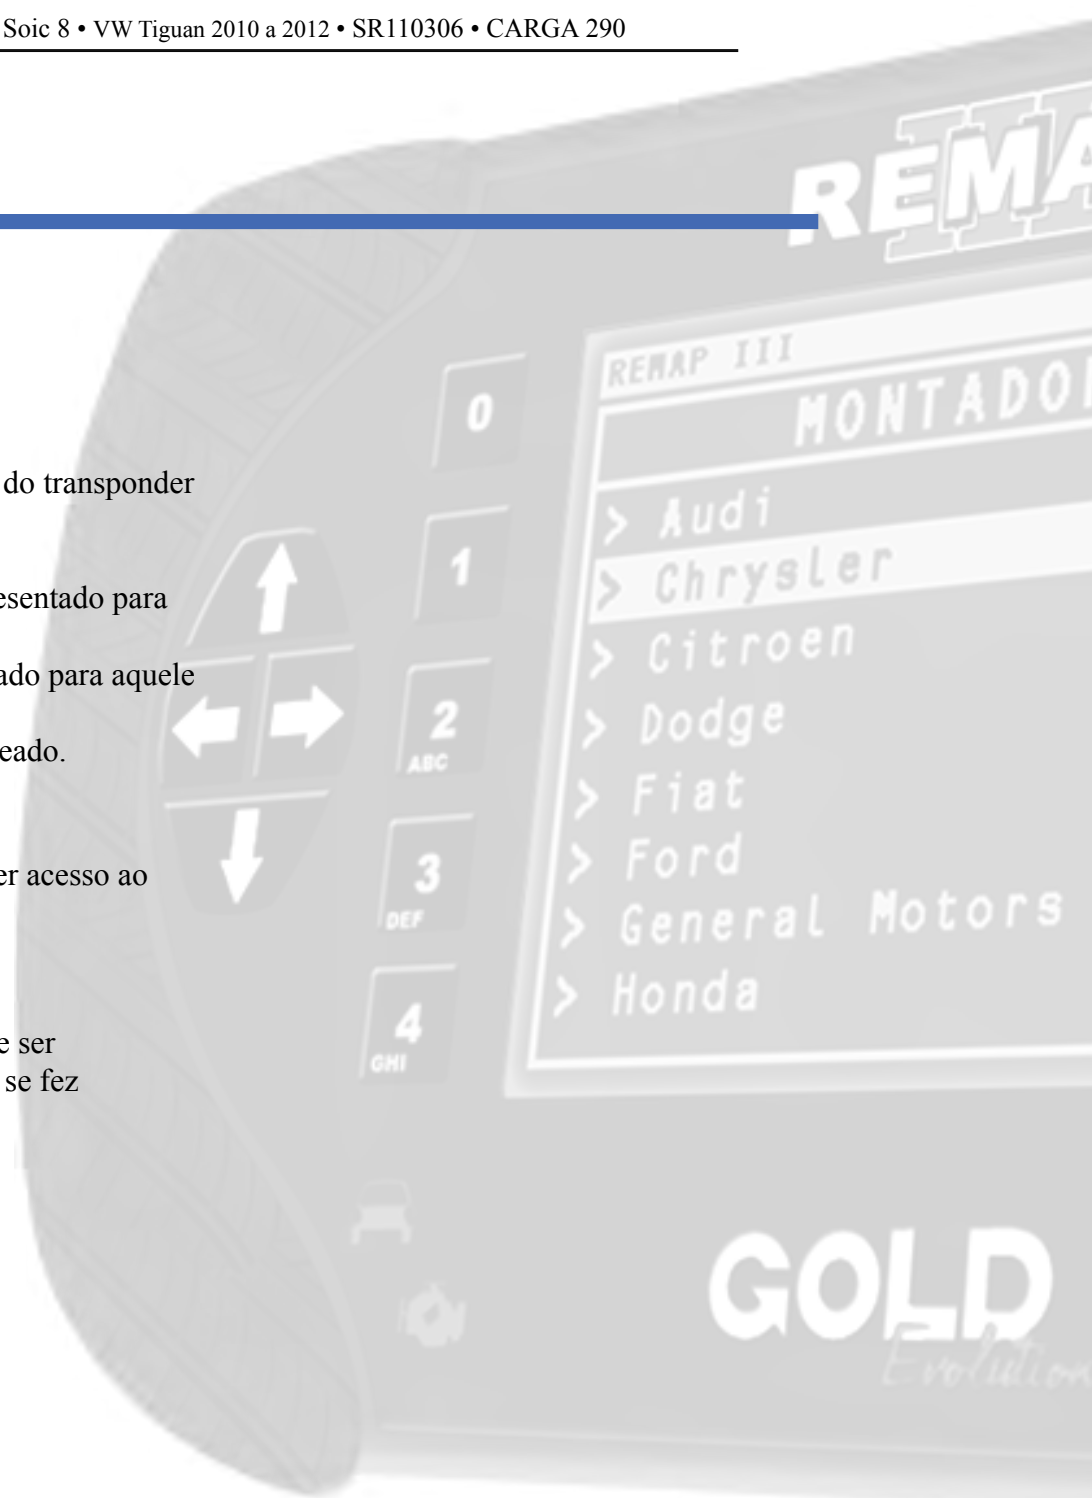 Soic 8 • VW Tiguan 2010 a 2012 • SR110306 • CARGA 290
REMA
III
REMAP III
MONTADO
0
do transponder
> Audi
1
> Chrysler
esentado para
> Citroen
ado para aquele
2
ABC
> Dodge
eado.
> Fiat
3
DEF
> Ford
er acesso ao
> General Motors
> Honda
4
GHI
e ser
se fez
GOLD
Evolution